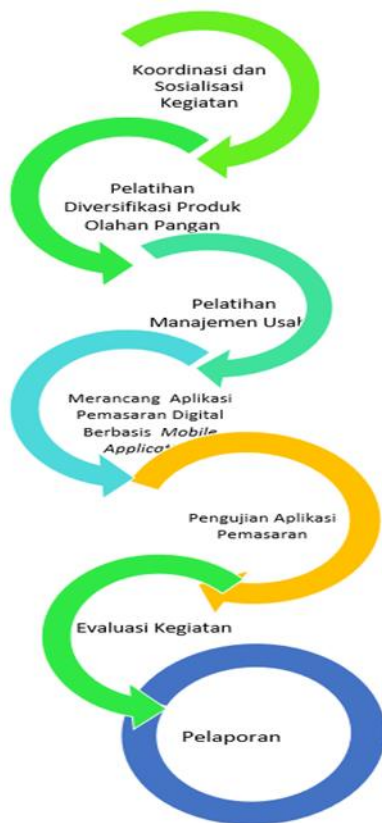 Koordinasi dan
Sosialisasi
Kegiatan
Pelatihan
Diversifikasi Produk
Olahan Pangan
Pelatihan
Manajemen Usah
Merancang Aplikasi
Pemasaran Digital
Berbasis Mobile
Applicat
Pengujian Aplikasi
Pemasaran
Evaluasi Kegiatan
Pelaporan